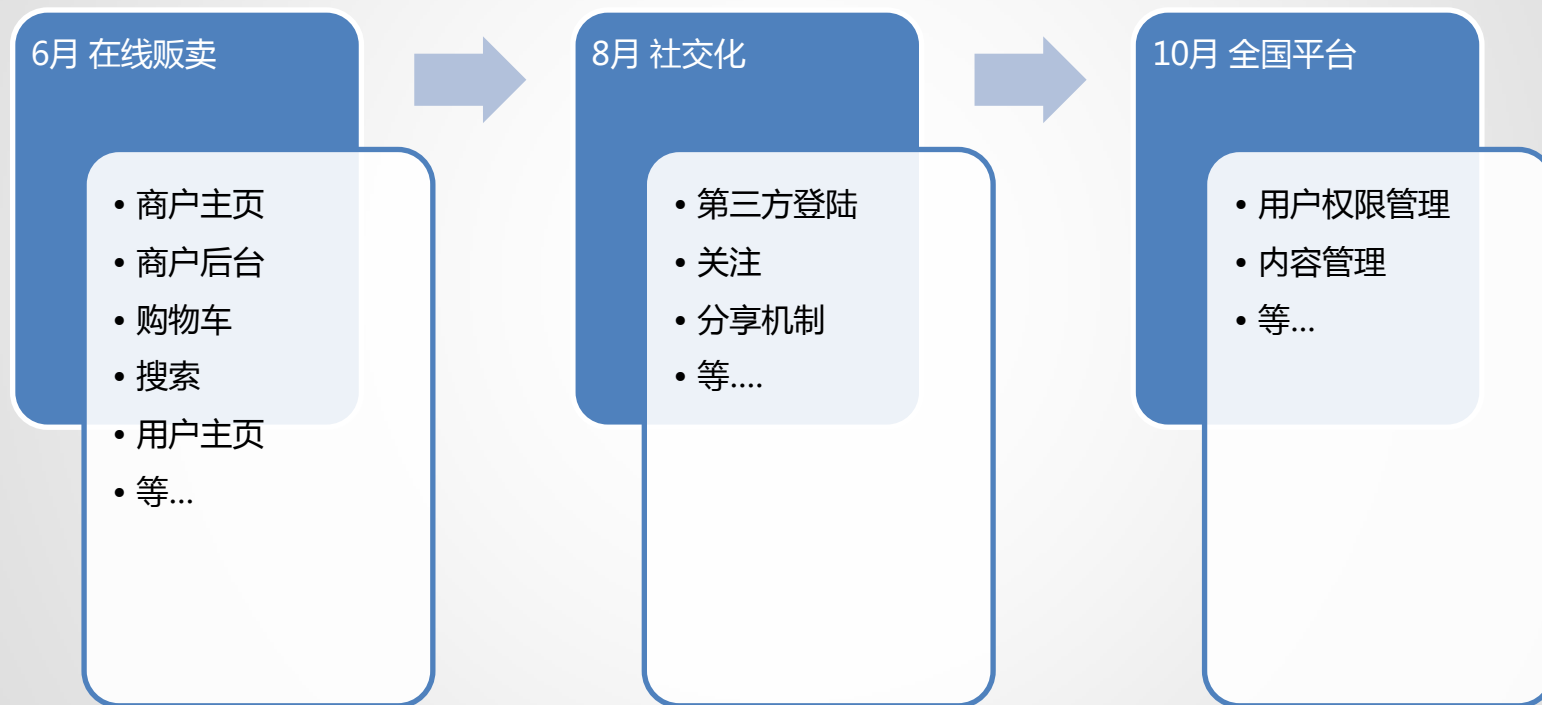 6月 在线贩卖
• 商户主页
• 商户后台
• 购物车
• 搜索
• 用户主页
• 等...
8月 社交化
• 第三方登陆
• 关注
• 分享机制
• 等....
10月 全国平台
• 用户权限管理
• 内容管理
• 等...